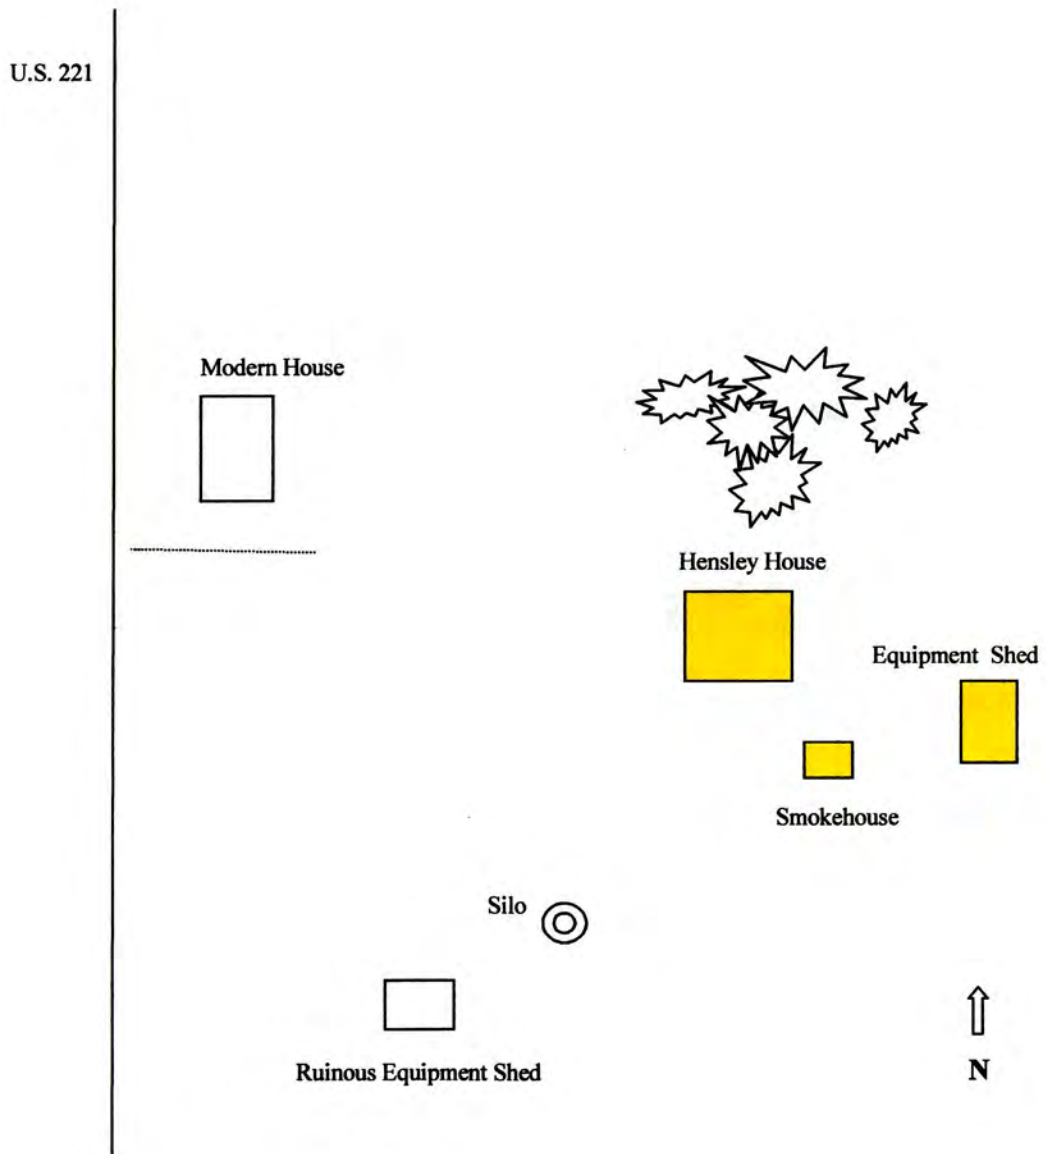 U.S. 221
Modern House
Hensley House
Equipment Shed
Smokehouse
Silo
Ruinous Equipment Shed
N